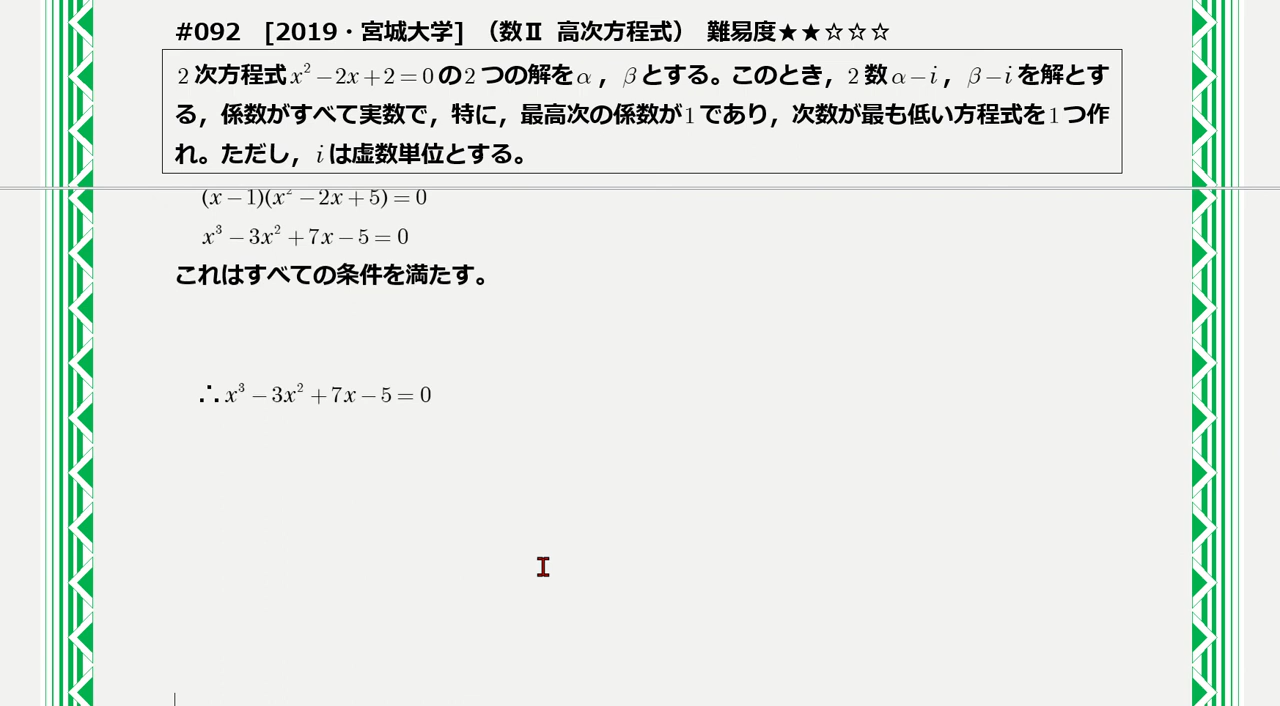 #092 [2019・宮城大学] （数Ⅱ 高次方程式） 難易度★★☆☆☆
2次方程式x²−2x+2=0の2つの解をα，βとする。このとき，2数α−i，β−iを解とす
る，係数がすべて実数で，特に，最高次の係数が1であり，次数が最も低い方程式を1つ作
れ。ただし，iは虚数単位とする。
(x−1)(x²−2x+5)=0
x³−3x²+7x−5=0
これはすべての条件を満たす。
∴x³−3x²+7x−5=0